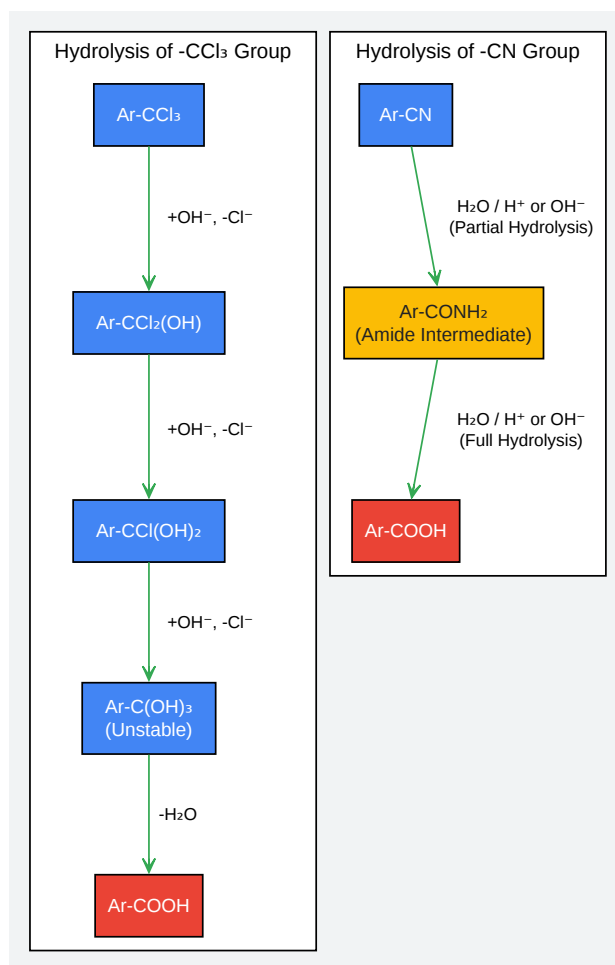 Hydrolysis of -CCl₃ Group
Ar-CCl₃
+OH⁻, -Cl⁻
Ar-CCl₂(OH)
+OH⁻, -Cl⁻
Ar-CCl(OH)₂
+OH⁻, -Cl⁻
Ar-C(OH)₃
(Unstable)
-H₂O
Ar-COOH
Hydrolysis of -CN Group
Ar-CN
H₂O / H⁺ or OH⁻
(Partial Hydrolysis)
Ar-CONH₂
(Amide Intermediate)
H₂O / H⁺ or OH⁻
(Full Hydrolysis)
Ar-COOH